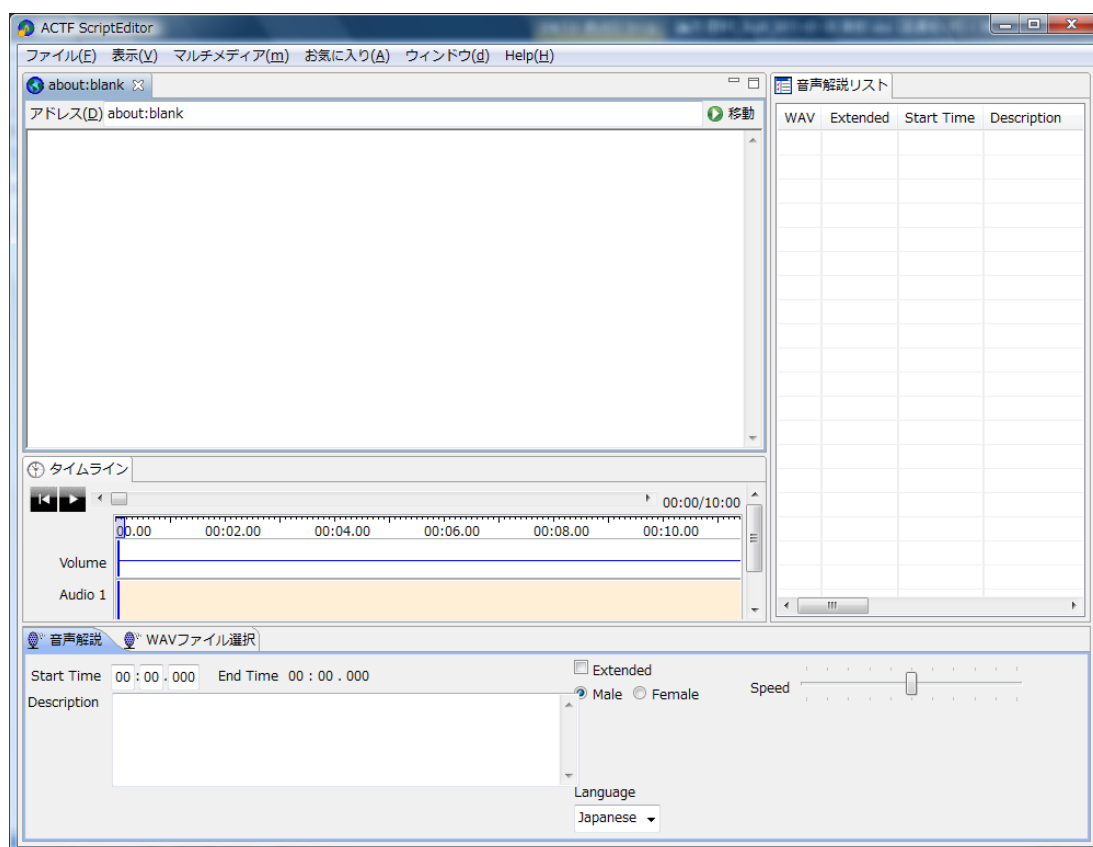 ACTF ScriptEditor
ファイル(F) 表示(V) マルチメディア(m) お気に入り(A) ウィンドウ(d) Help(H)
about:blank
アドレス(D) about:blank 移動
音声解説リスト
WAV Extended Start Time Description
タイムライン
00:00/10:00
00.00 00:02.00 00:04.00 00:06.00 00:08.00 00:10.00
Volume
Audio 1
音声解説 WAVファイル選択
Start Time 00 : 00 . 000 End Time 00 : 00 . 000
Extended
Male Female
Speed
Description
Language
Japanese